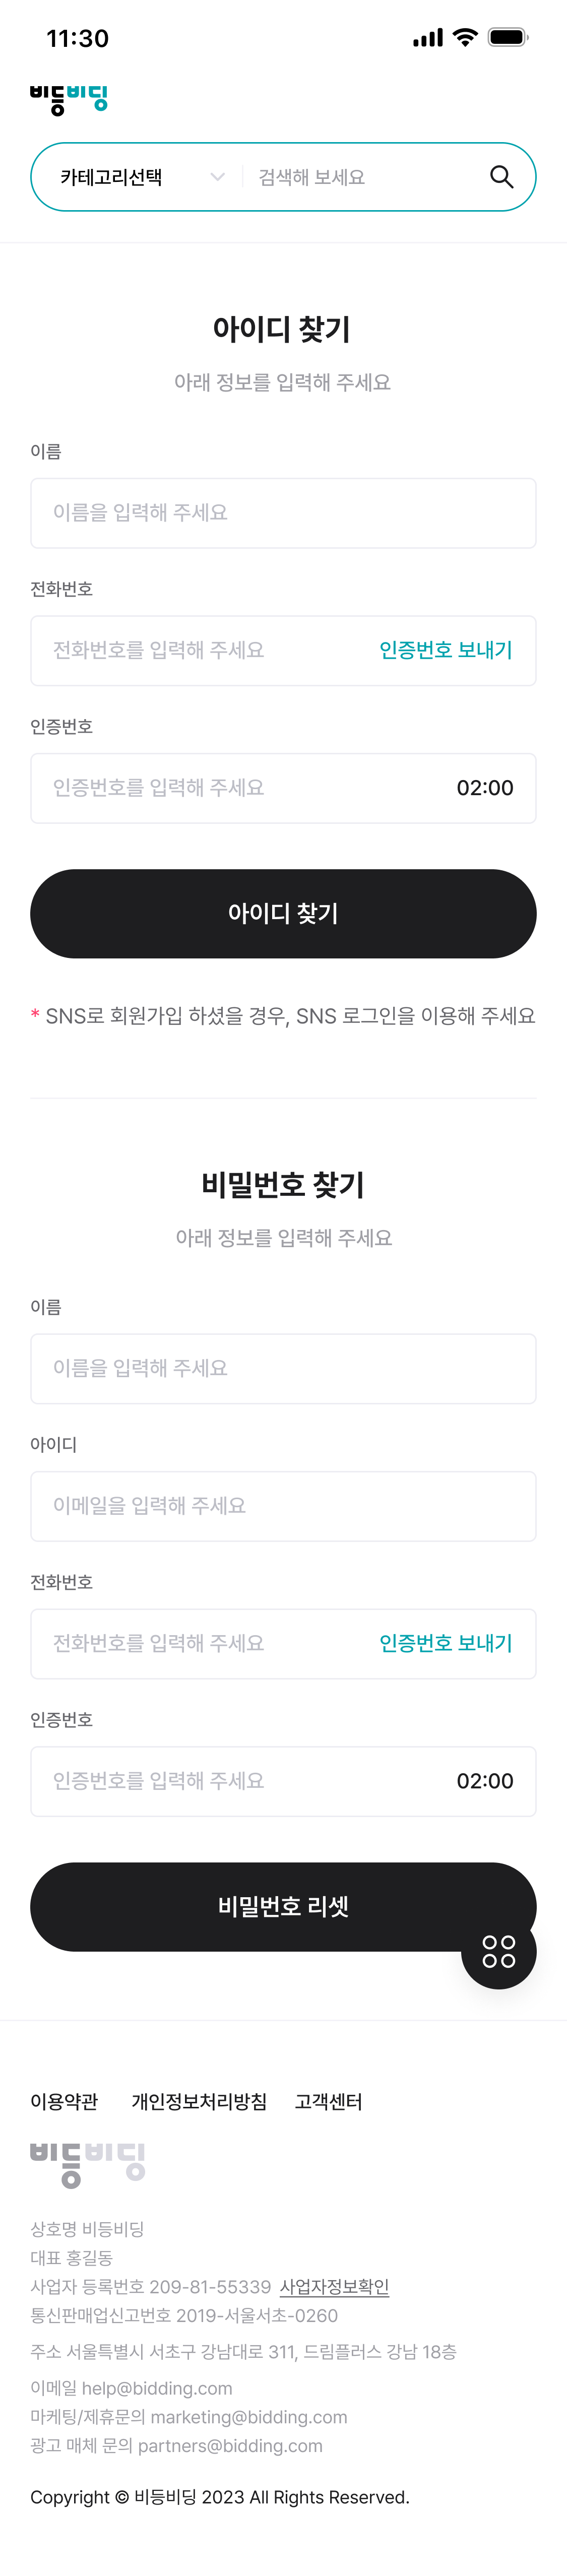 11:30
비등비딩
카테고리선택 검색해 보세요
아이디 찾기
아래 정보를 입력해 주세요
이름
이름을 입력해 주세요
전화번호
전화번호를 입력해 주세요 인증번호 보내기
인증번호
인증번호를 입력해 주세요 02:00
아이디 찾기
* SNS로 회원가입 하셨을 경우, SNS 로그인을 이용해 주세요
비밀번호 찾기
아래 정보를 입력해 주세요
이름
이름을 입력해 주세요
아이디
이메일을 입력해 주세요
전화번호
전화번호를 입력해 주세요 인증번호 보내기
인증번호
인증번호를 입력해 주세요 02:00
비밀번호 리셋
이용약관 개인정보처리방침 고객센터
비등비딩
상호명 비등비딩
대표 홍길동
사업자 등록번호 209-81-55339 사업자정보확인
통신판매업신고번호 2019-서울서초-0260
주소 서울특별시 서초구 강남대로 311, 드림플러스 강남 18층
이메일 help@bidding.com
마케팅/제휴문의 marketing@bidding.com
광고 매체 문의 partners@bidding.com
Copyright © 비등비딩 2023 All Rights Reserved.